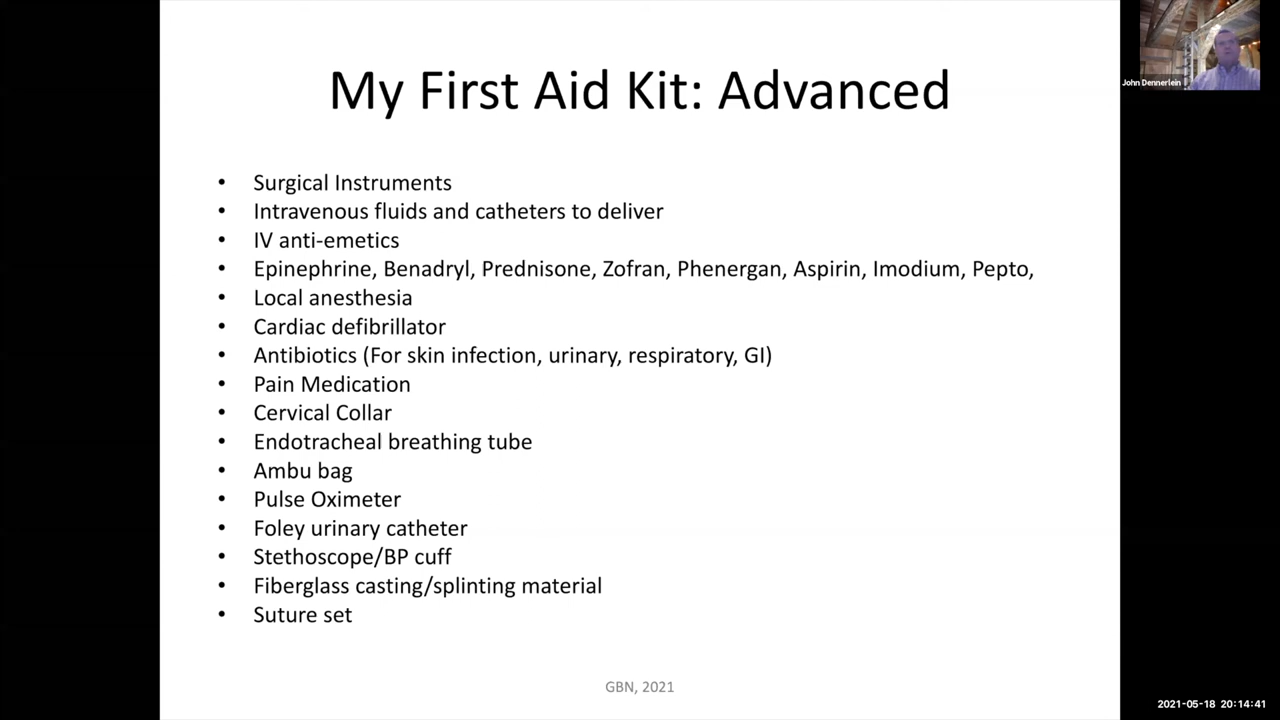 My First Aid Kit: Advanced
• Surgical Instruments
• Intravenous fluids and catheters to deliver
• IV anti-emetics
• Epinephrine, Benadryl, Prednisone, Zofran, Phenergan, Aspirin, Imodium, Pepto,
• Local anesthesia
• Cardiac defibrillator
• Antibiotics (For skin infection, urinary, respiratory, GI)
• Pain Medication
• Cervical Collar
• Endotracheal breathing tube
• Ambu bag
• Pulse Oximeter
• Foley urinary catheter
• Stethoscope/BP cuff
• Fiberglass casting/splinting material
• Suture set
GBN, 2021
John Dennerlein
2021-05-18 20:14:41